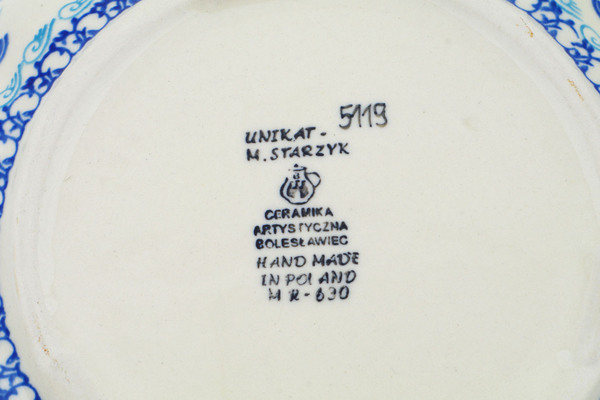 UNIKAT - 5119
M. STARZYK
CERAMIKA
ARTYSTYCZNA
BOLESŁAWIEC
HAND MADE
IN POLAND
M R - 630